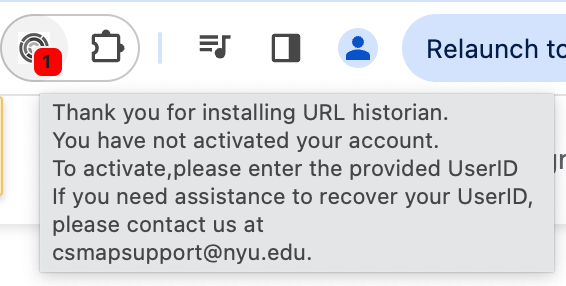 1
Relaunch to
Thank you for installing URL historian.
You have not activated your account.
To activate,please enter the provided UserID
If you need assistance to recover your UserID,
please contact us at
csmapsupport@nyu.edu.